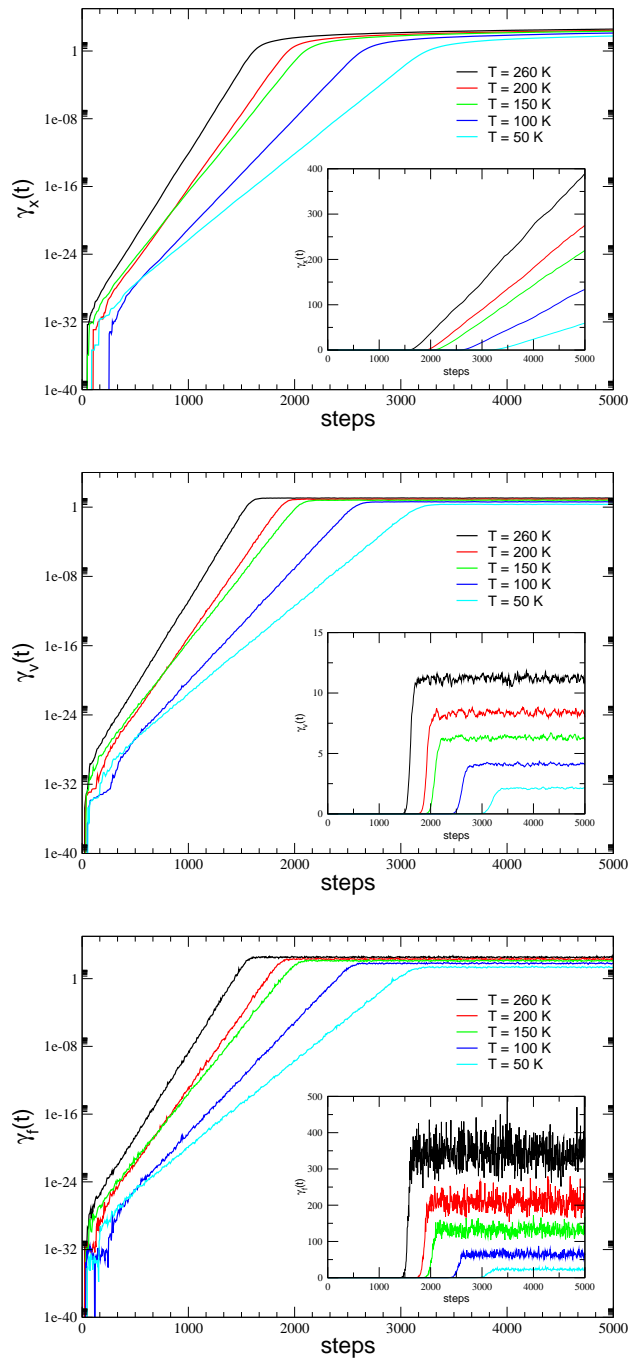 1
1e-08
1e-16
1e-24
1e-32
1e-40
γx(t)
T = 260 K
T = 200 K
T = 150 K
T = 100 K
T = 50 K
400
300
200
100
0
γx(t)
0 1000 2000 3000 4000 5000
steps
0 1000 2000 3000 4000 5000
steps
1
1e-08
1e-16
1e-24
1e-32
1e-40
γv(t)
T = 260 K
T = 200 K
T = 150 K
T = 100 K
T = 50 K
15
10
5
0
γv(t)
0 1000 2000 3000 4000 5000
steps
0 1000 2000 3000 4000 5000
steps
1
1e-08
1e-16
1e-24
1e-32
1e-40
γf(t)
T = 260 K
T = 200 K
T = 150 K
T = 100 K
T = 50 K
500
400
300
200
100
0
γf(t)
0 1000 2000 3000 4000 5000
steps
0 1000 2000 3000 4000 5000
steps